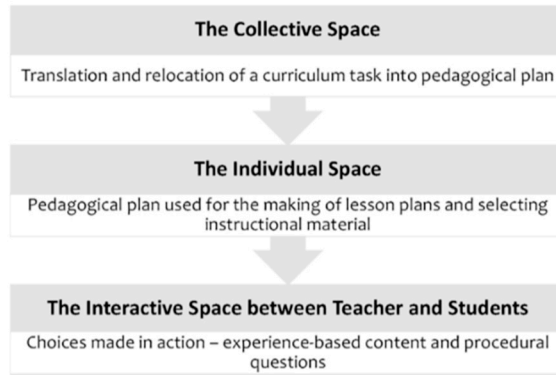 The Collective Space
Translation and relocation of a curriculum task into pedagogical plan
The Individual Space
Pedagogical plan used for the making of lesson plans and selecting
instructional material
The Interactive Space between Teacher and Students
Choices made in action – experience-based content and procedural
questions